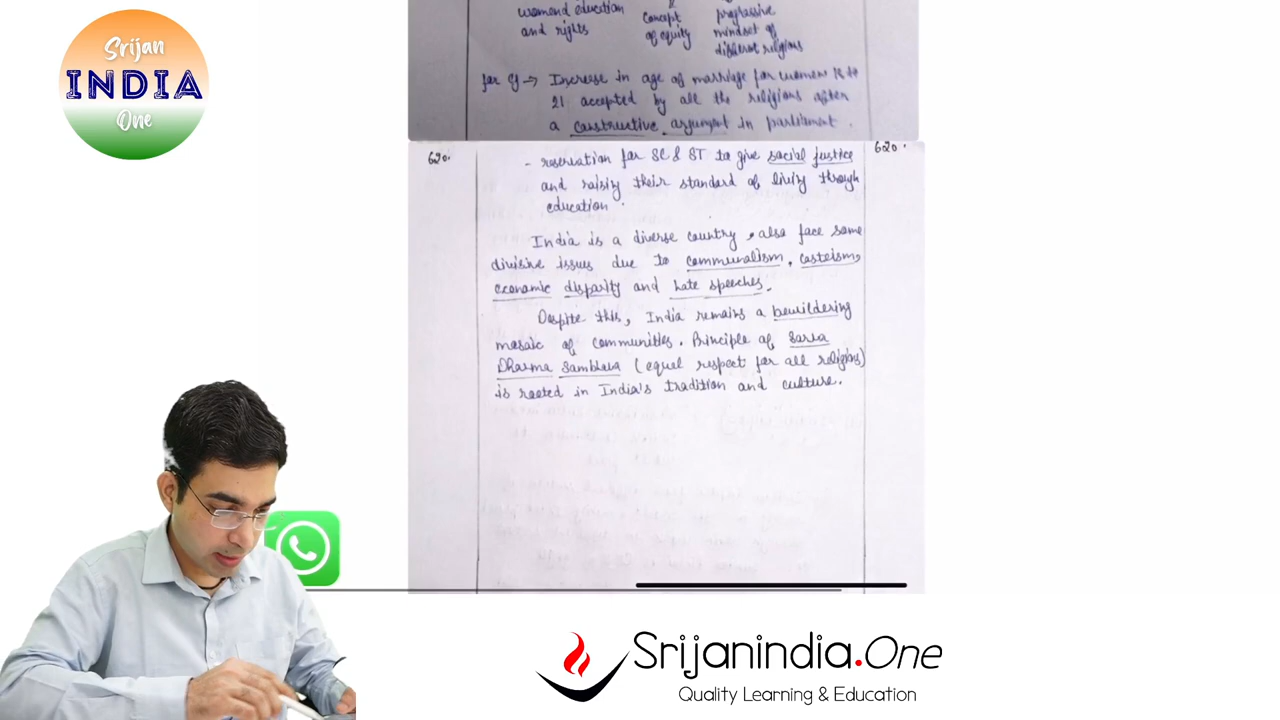 Srijan
INDIA
One
womend education
and rights
&
concept
of equity
progressive
mindset of
different religions
for eg → Increase in age of marriage for women 18 to
21 accepted by all the religions after
a constructive argument in parliament.
620.
620.
- reservation for SC & ST to give social justice
and raising their standard of living through
education.
India is a diverse country, also face some
divisive issues due to communalism, casteism,
economic disparity and hate speeches.
Despite this, India remains a bewildering
mosaic of communities. Principle of Sarva
Dharma Sambhava (equal respect for all religions)
is rooted in India's tradition and culture.
Srijanindia.One
Quality Learning & Education